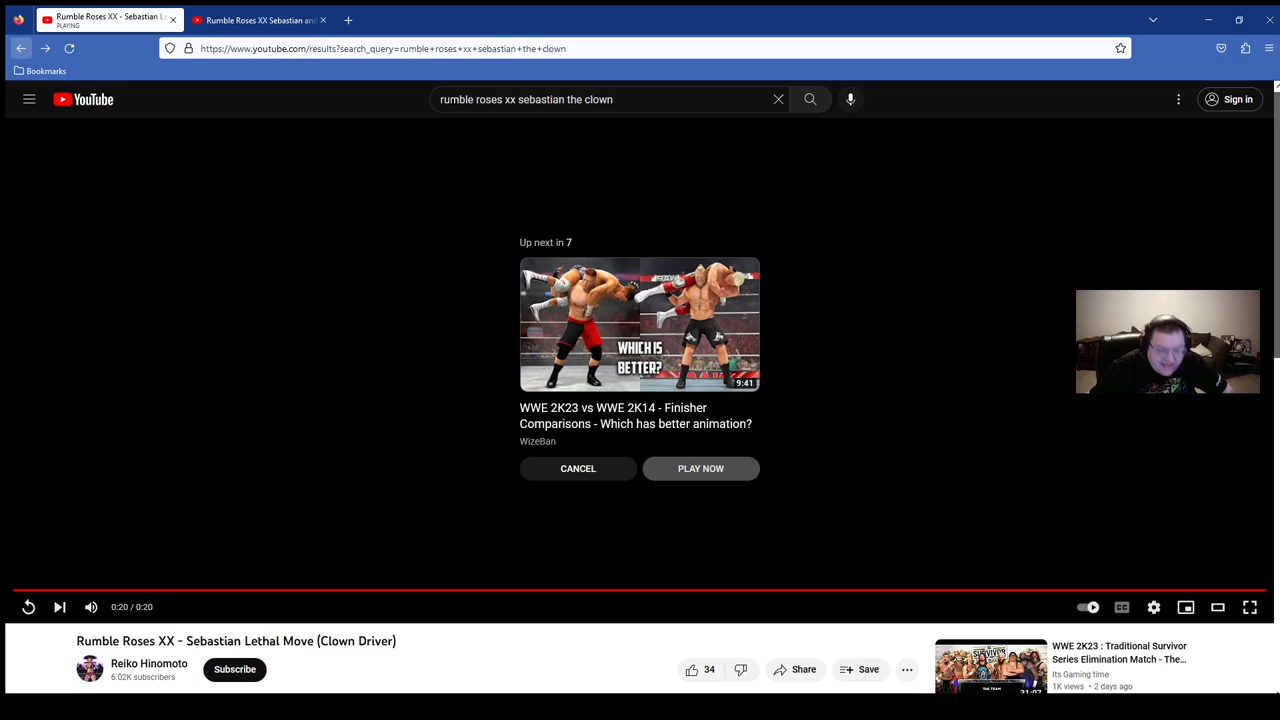 Rumble Roses XX - Sebastian Le
PLAYING
Rumble Roses XX Sebastian and
https://www.youtube.com/results?search_query=rumble+roses+xx+sebastian+the+clown
Bookmarks
YouTube
rumble roses xx sebastian the clown
Sign in
Up next in 7
WHICH IS
BETTER?
9:41
WWE 2K23 vs WWE 2K14 - Finisher
Comparisons - Which has better animation?
WizeBan
CANCEL
PLAY NOW
0:20 / 0:20
CC
Rumble Roses XX - Sebastian Lethal Move (Clown Driver)
Reiko Hinomoto
6.02K subscribers
Subscribe
34
Share
Save
WWE 2K23 : Traditional Survivor
Series Elimination Match - The...
Its Gaming time
1K views • 2 days ago